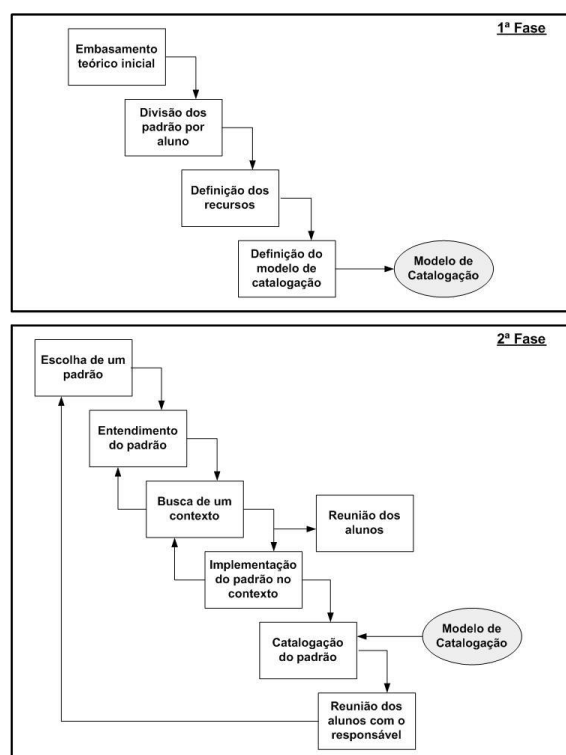 1ª Fase
Embasamento
teórico inicial
Divisão dos
padrão por
aluno
Definição dos
recursos
Definição do
modelo de
catalogação
Modelo de
Catalogação
2ª Fase
Escolha de um
padrão
Entendimento
do padrão
Busca de um
contexto
Reunião dos
alunos
Implementação
do padrão no
contexto
Catalogação
do padrão
Modelo de
Catalogação
Reunião dos
alunos com o
responsável